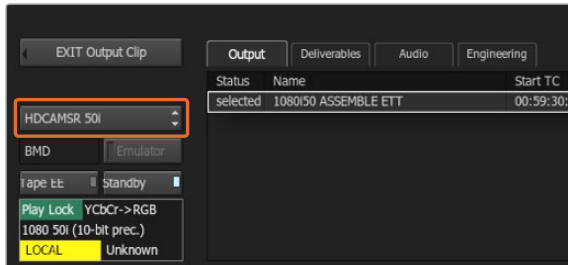 EXIT Output Clip
Output Deliverables Audio Engineering
Status Name Start TC
selected 1080I50 ASSEMBLE ETT 00:59:30:
HDCAMSR 50i
BMD Emulator
Tape EE Standby
Play Lock YCbCr->RGB
1080 50i (10-bit prec.)
LOCAL Unknown